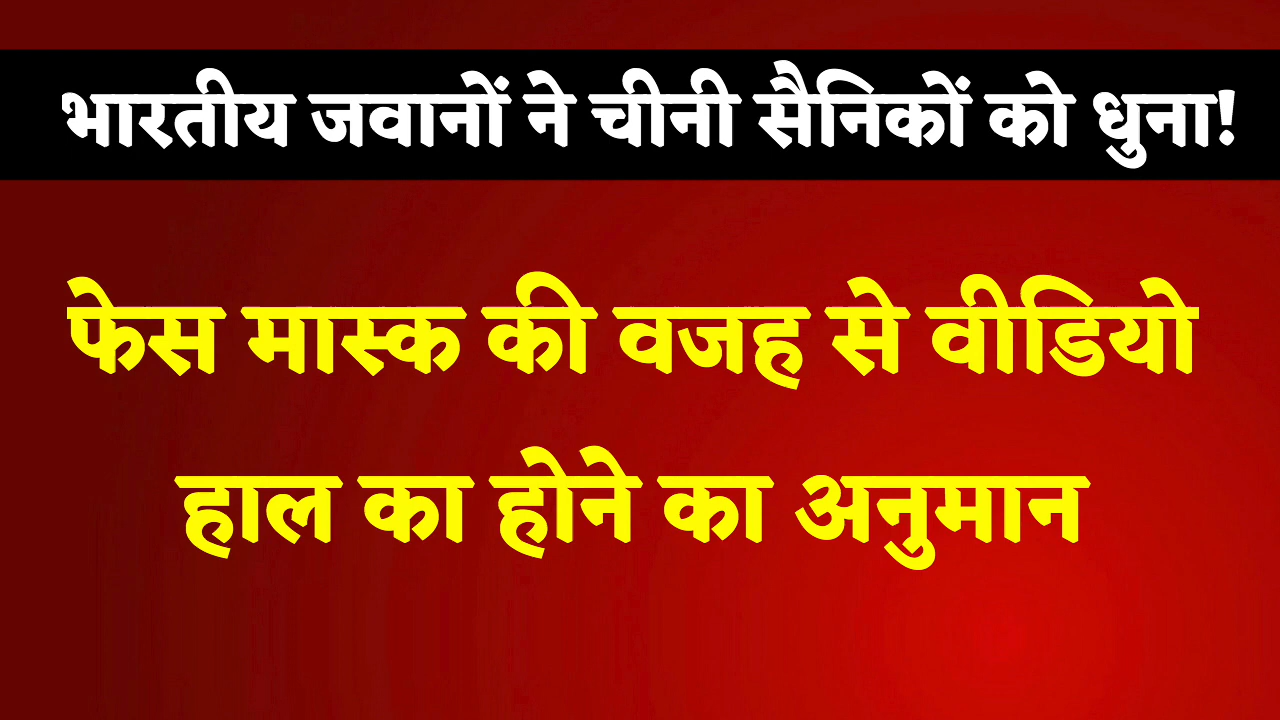 भारतीय जवानों ने चीनी सैनिकों को धुना!
फेस मास्क की वजह से वीडियो
हाल का होने का अनुमान